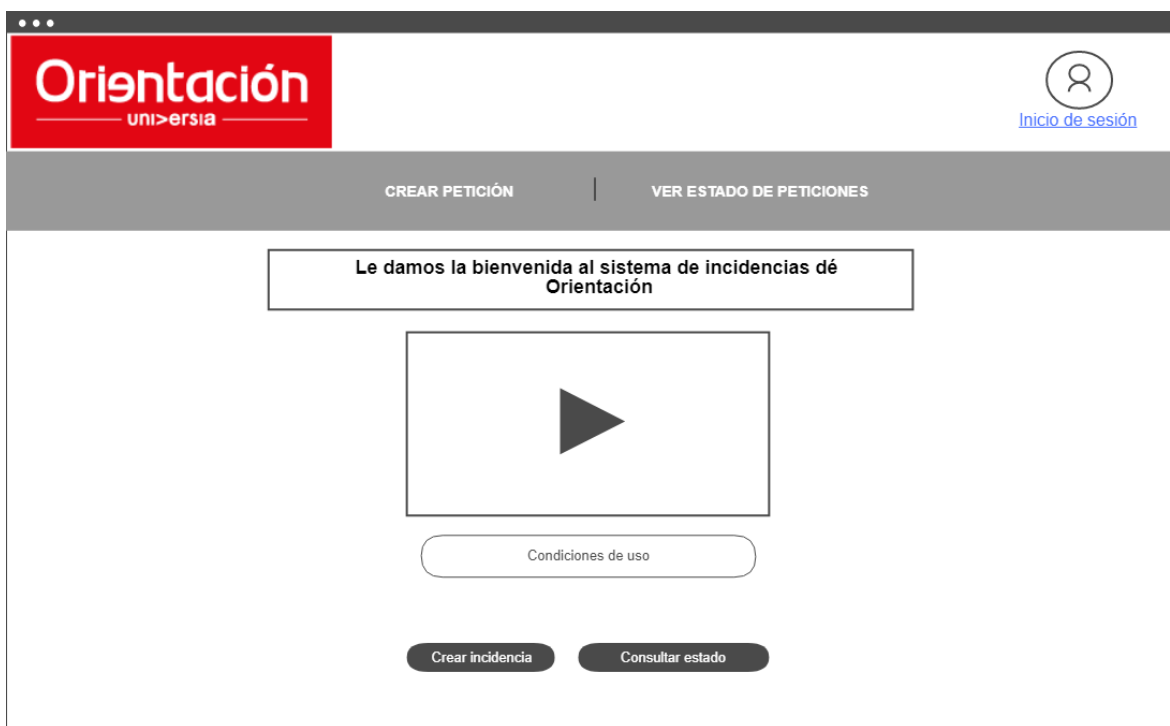 Orientación
uni>ersia
Inicio de sesión
CREAR PETICIÓN | VER ESTADO DE PETICIONES
Le damos la bienvenida al sistema de incidencias dé
Orientación
Condiciones de uso
Crear incidencia Consultar estado